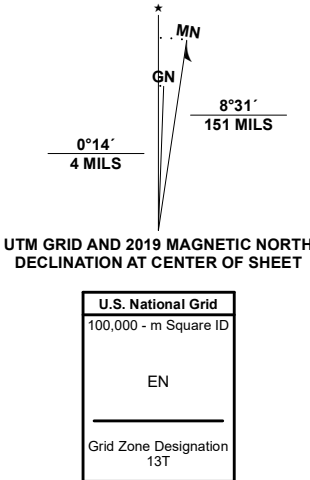 ★
MN
GN
8°31´
151 MILS
0°14´
4 MILS
UTM GRID AND 2019 MAGNETIC NORTH
DECLINATION AT CENTER OF SHEET
U.S. National Grid
100,000 - m Square ID
EN
Grid Zone Designation
13T